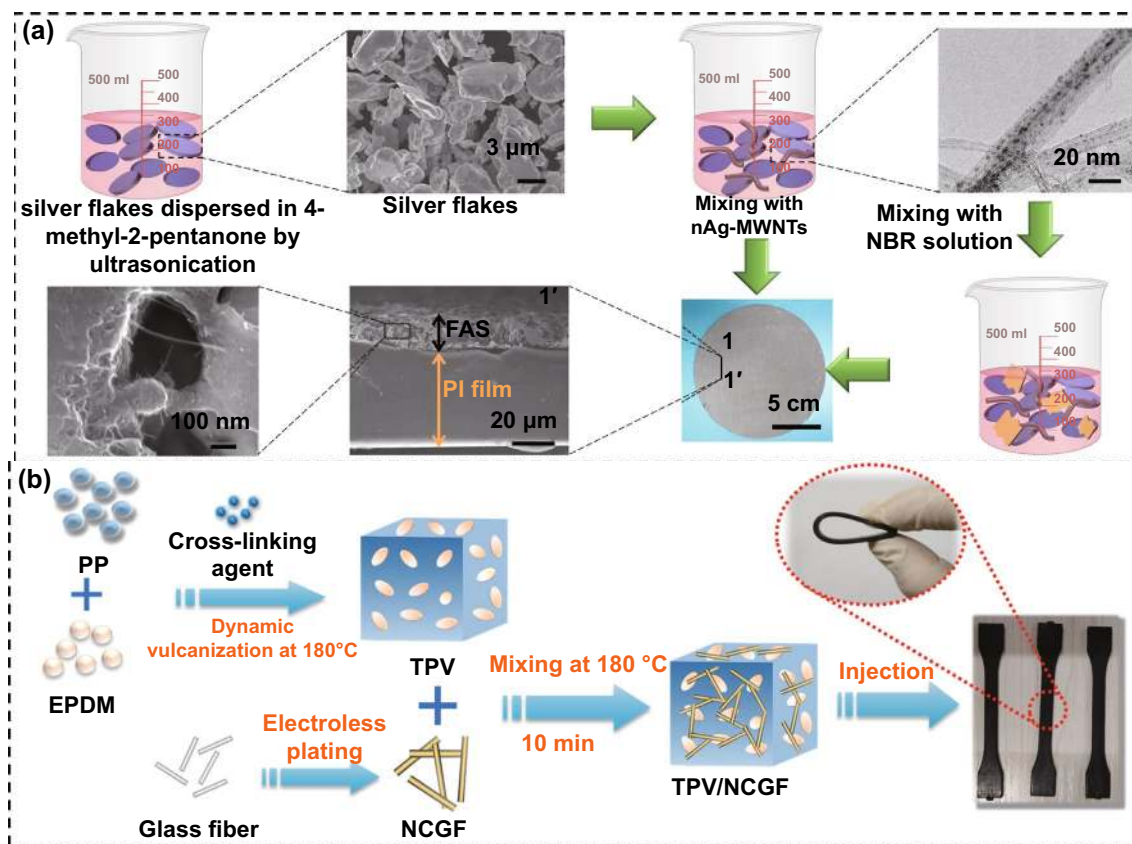 (a)
500 ml
500
400
300
200
100
3 μm
500 ml
500
400
300
200
100
20 nm
silver flakes dispersed in 4-
methyl-2-pentanone by
ultrasonication
Silver flakes
Mixing with
nAg-MWNTs
Mixing with
NBR solution
100 nm
1′
FAS
PI film
20 μm
1
1′
5 cm
500 ml
500
400
300
200
100
(b)
PP
+
EPDM
Cross-linking
agent
Dynamic
vulcanization at 180°C
TPV
+
Glass fiber
Electroless
plating
NCGF
Mixing at 180 °C
10 min
TPV/NCGF
Injection